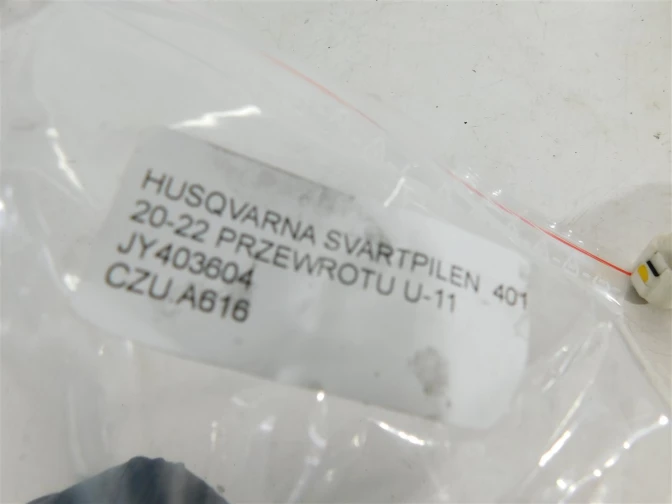 HUSQVARNA SVARTPILEN 401
20-22 PRZEWROTU U-11
JY403604
CZU.A616